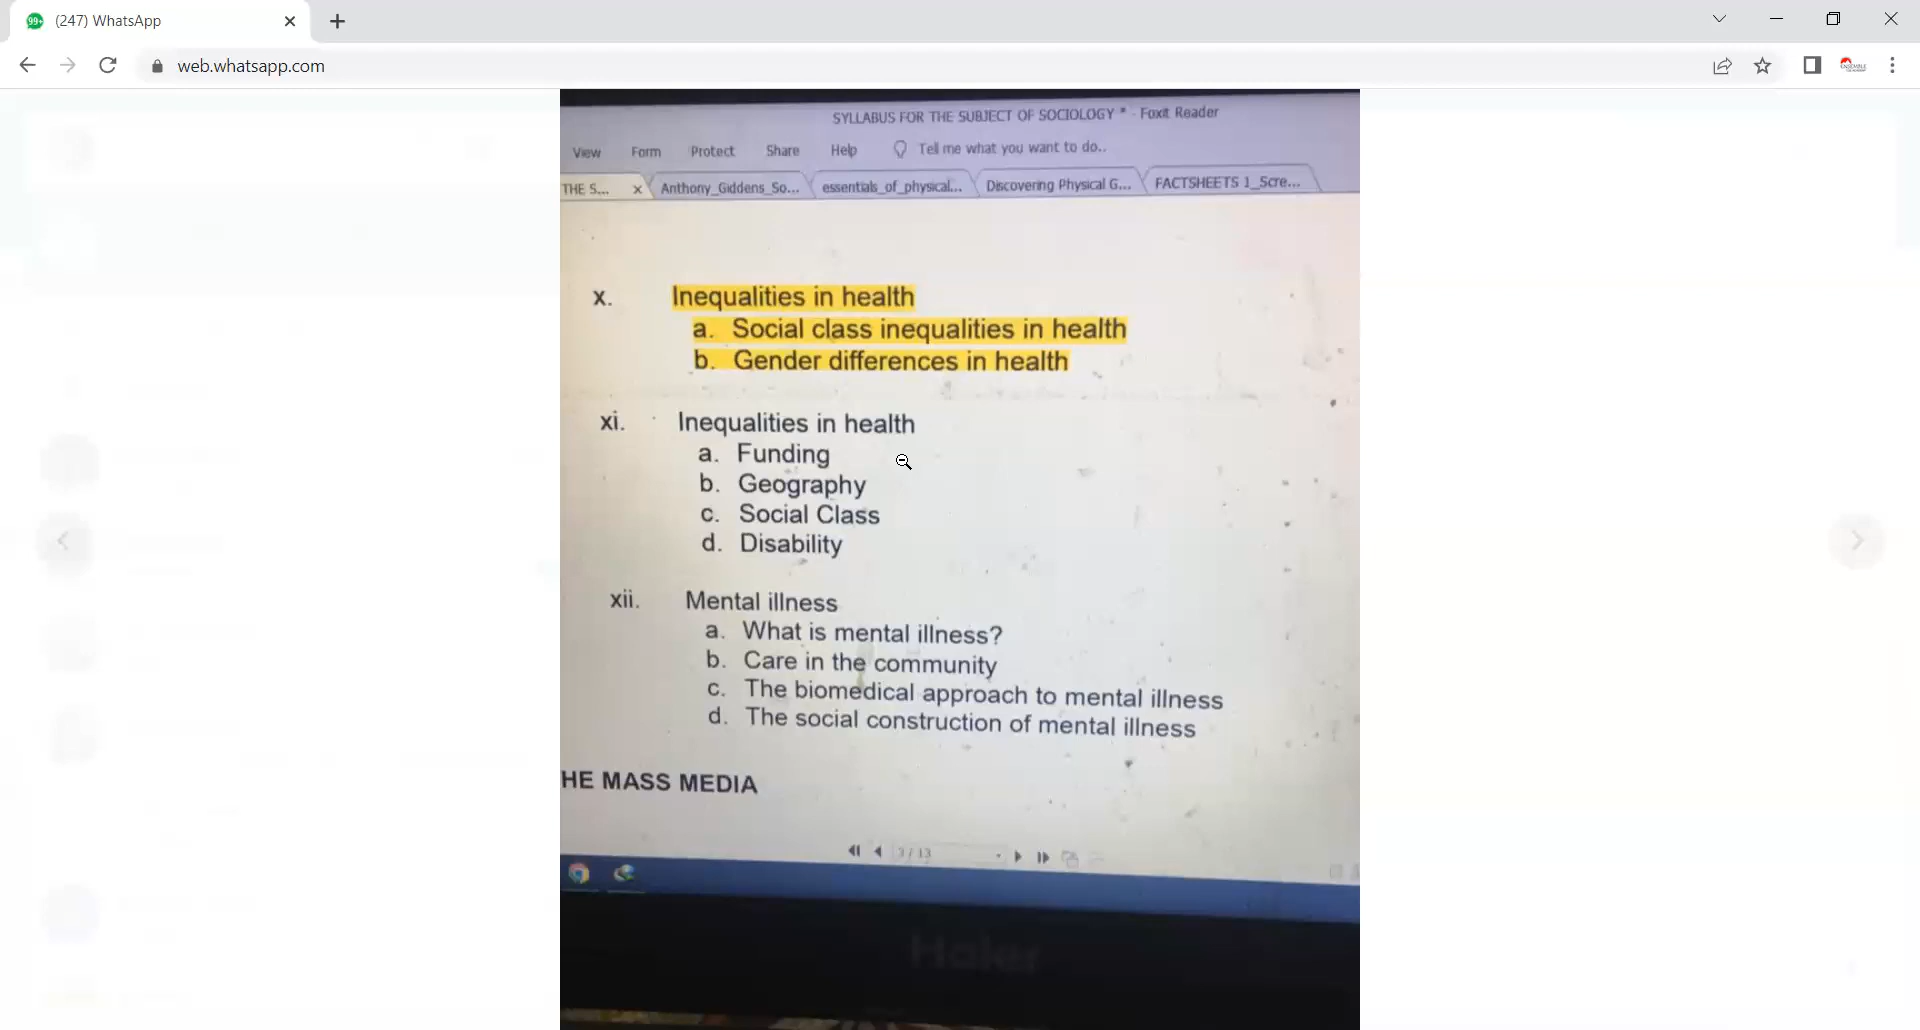 (247) WhatsApp
web.whatsapp.com
SYLLABUS FOR THE SUBJECT OF SOCIOLOGY * - Foxit Reader
View Form Protect Share Help Tell me what you want to do..
THE S... x Anthony_Giddens_So... essentials_of_physical... Discovering Physical G... FACTSHEETS 1_Scre...
x. Inequalities in health
a. Social class inequalities in health
b. Gender differences in health
xi. Inequalities in health
a. Funding
b. Geography
c. Social Class
d. Disability
xii. Mental illness
a. What is mental illness?
b. Care in the community
c. The biomedical approach to mental illness
d. The social construction of mental illness
HE MASS MEDIA
3 / 13
Haier